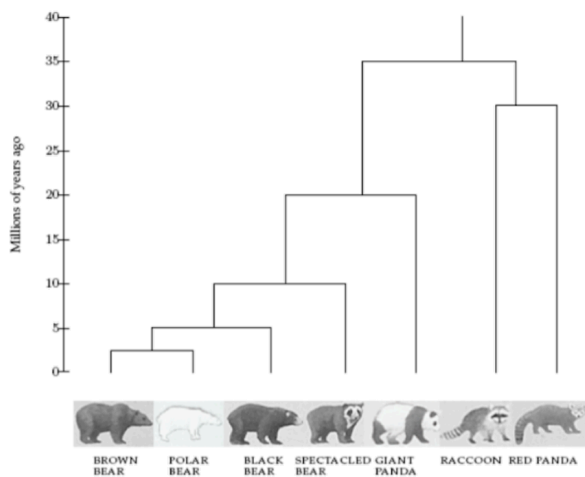 Millions of years ago
40
35
30
25
20
15
10
5
0
BROWN BEAR
POLAR BEAR
BLACK BEAR
SPECTACLED BEAR
GIANT PANDA
RACCOON
RED PANDA